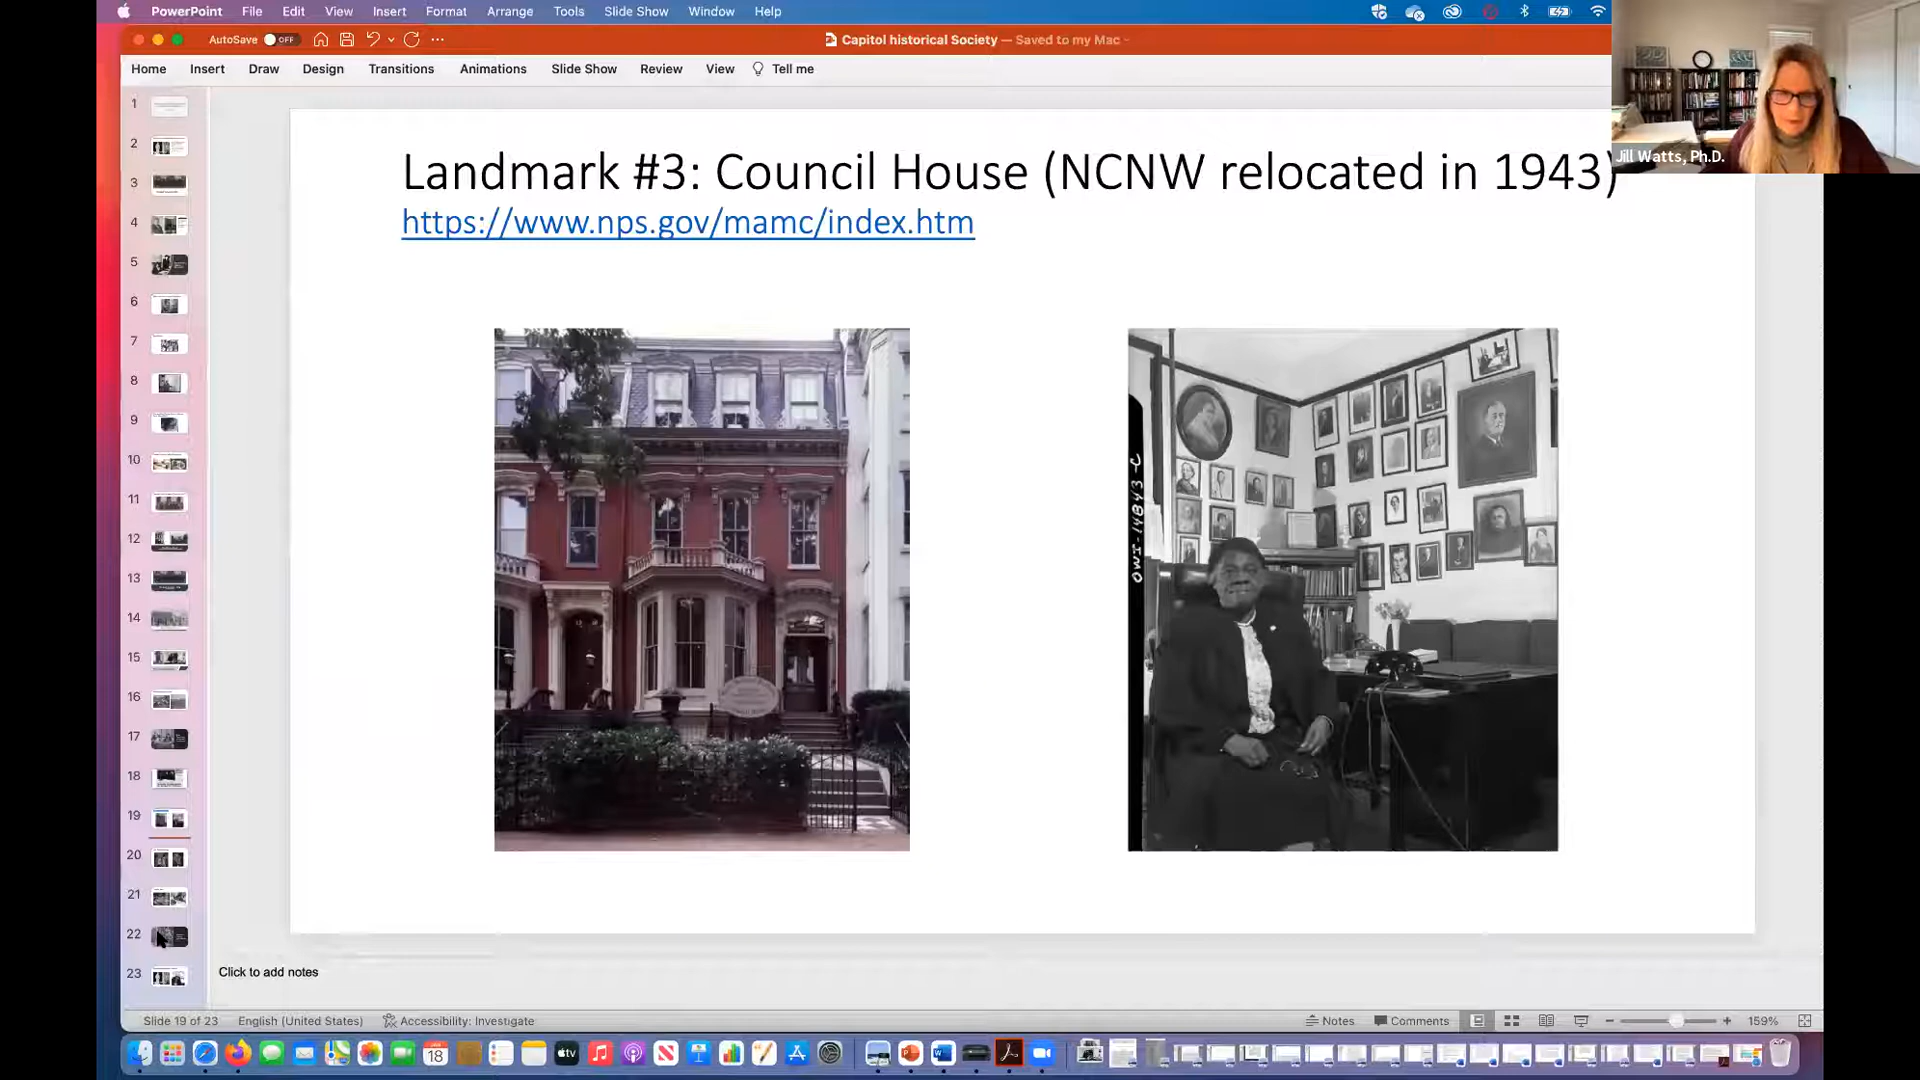 PowerPoint File Edit View Insert Format Arrange Tools Slide Show Window Help
AutoSave OFF
Capitol historical Society — Saved to my Mac
Home Insert Draw Design Transitions Animations Slide Show Review View Tell me
Jill Watts, Ph.D.
Landmark #3: Council House (NCNW relocated in 1943)
https://www.nps.gov/mamc/index.htm
OWI-14843-C
1
2
3
4
5
6
7
8
9
10
11
12
13
14
15
16
17
18
19
20
21
22
23
Click to add notes
Slide 19 of 23 English (United States) Accessibility: Investigate Notes Comments 159%
18
tv